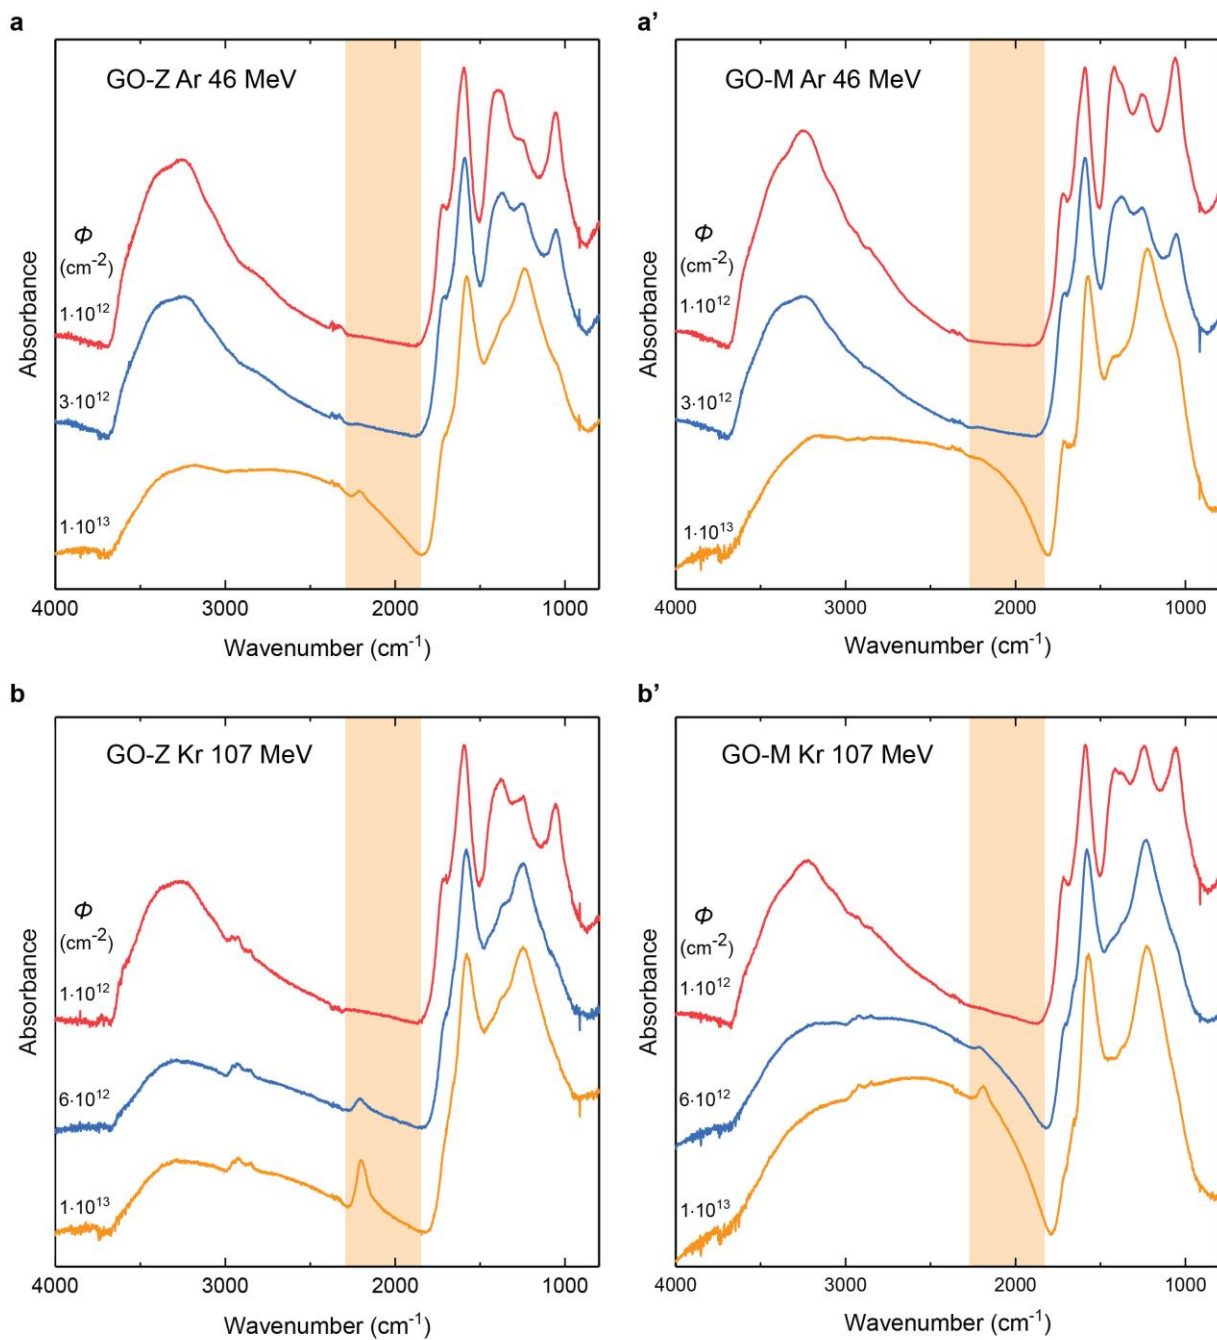 a
GO-Z Ar 46 MeV
Absorbance
Φ
(cm⁻²)
1·10¹²
3·10¹²
1·10¹³
4000 3000 2000 1000
Wavenumber (cm⁻¹)
a’
GO-M Ar 46 MeV
Absorbance
Φ
(cm⁻²)
1·10¹²
3·10¹²
1·10¹³
4000 3000 2000 1000
Wavenumber (cm⁻¹)
b
GO-Z Kr 107 MeV
Absorbance
Φ
(cm⁻²)
1·10¹²
6·10¹²
1·10¹³
4000 3000 2000 1000
Wavenumber (cm⁻¹)
b’
GO-M Kr 107 MeV
Absorbance
Φ
(cm⁻²)
1·10¹²
6·10¹²
1·10¹³
4000 3000 2000 1000
Wavenumber (cm⁻¹)